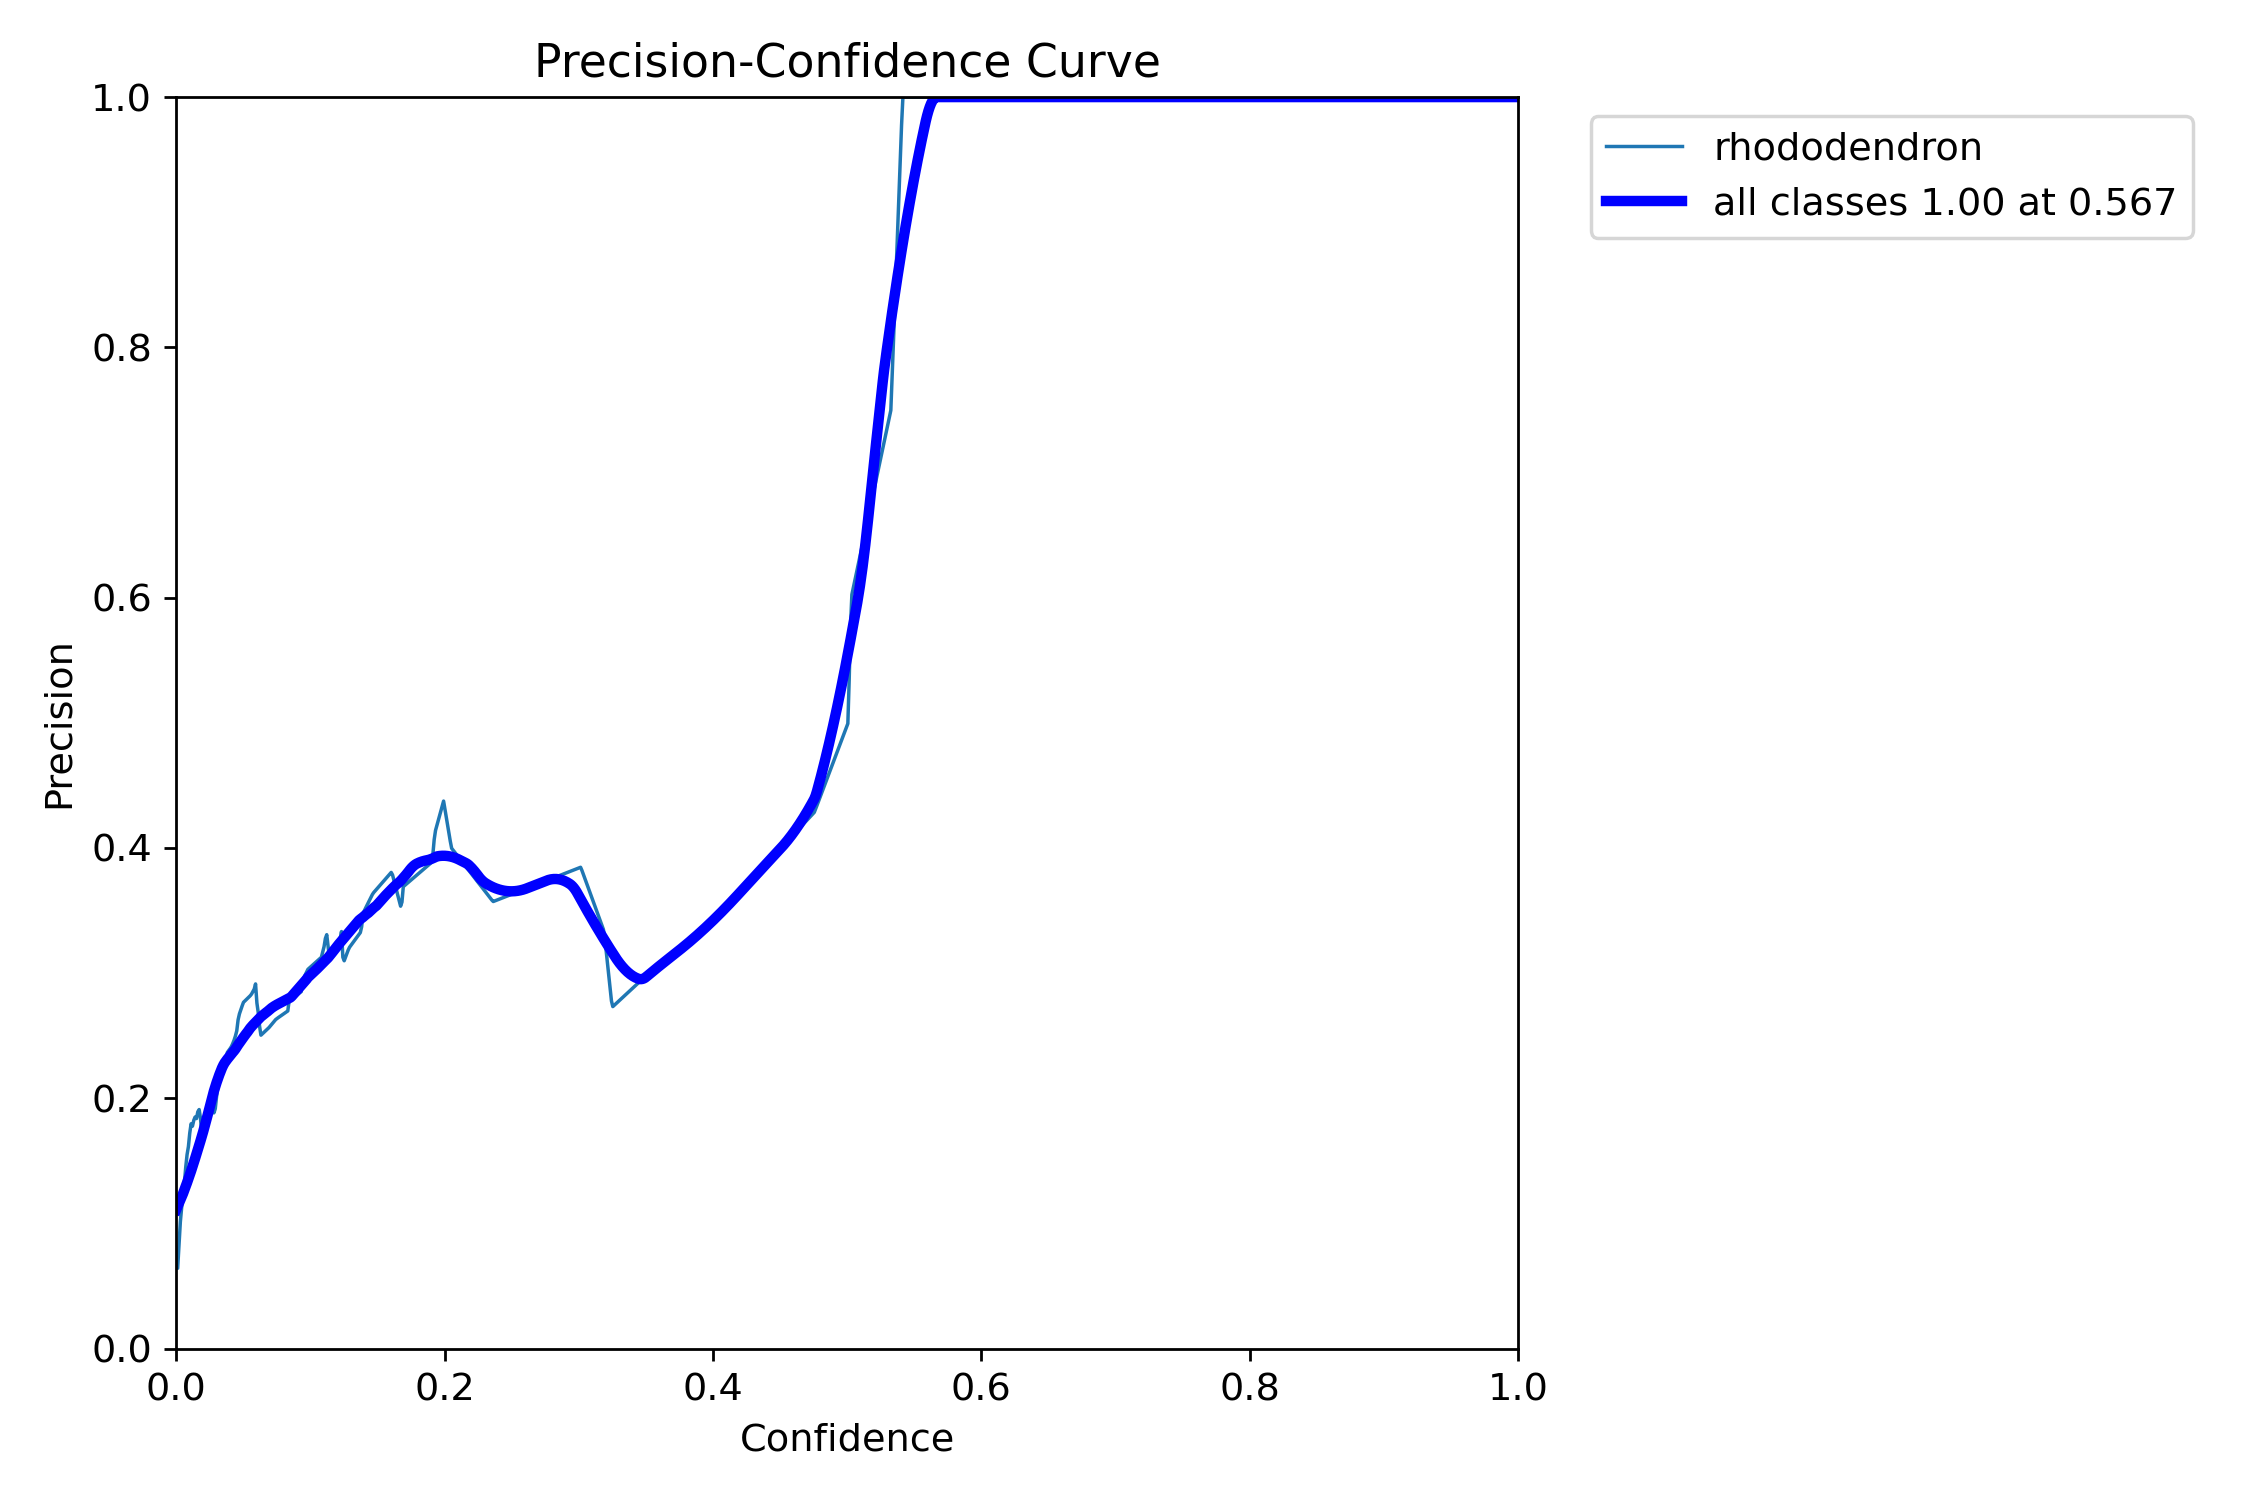 Precision-Confidence Curve
1.0
0.8
0.6
0.4
0.2
0.0
Precision
0.0 0.2 0.4 0.6 0.8 1.0
Confidence
rhododendron
all classes 1.00 at 0.567